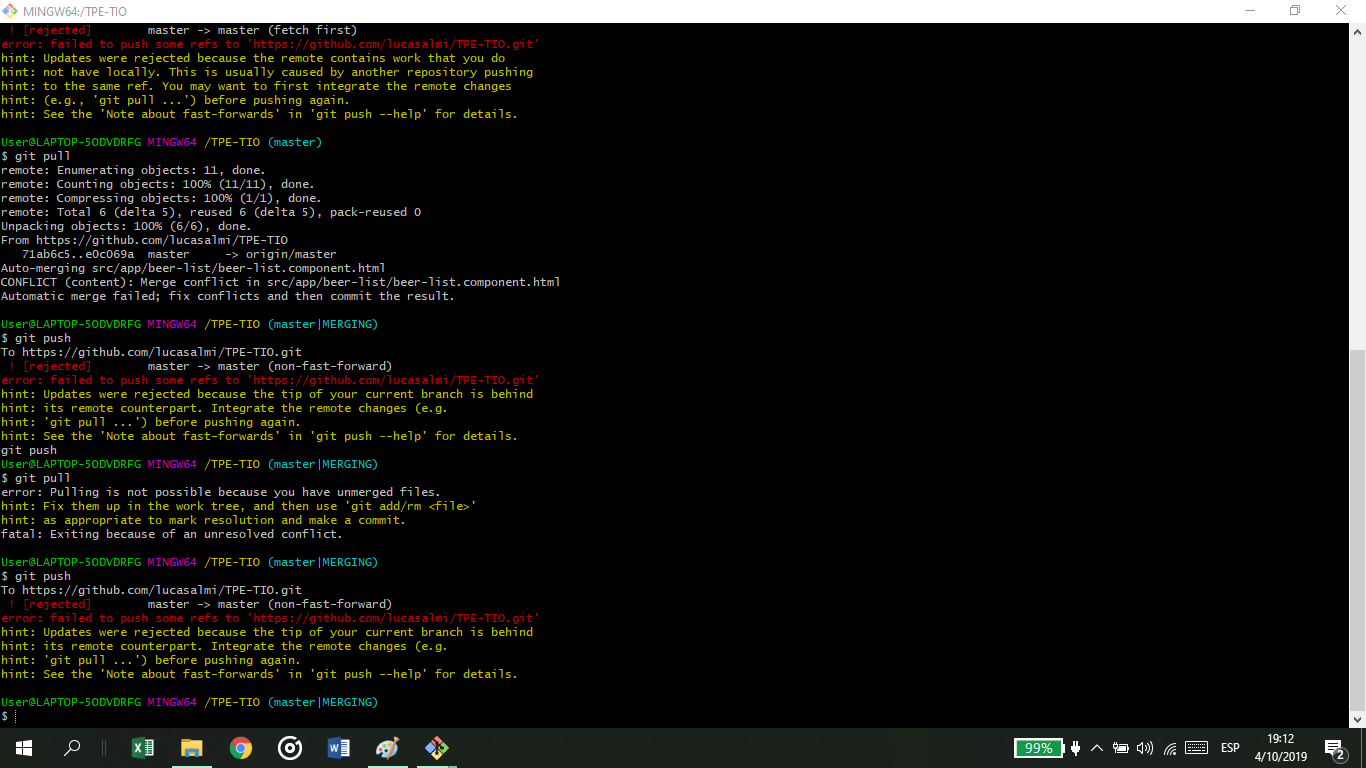 MINGW64:/TPE-TIO
! [rejected]        master -> master (fetch first)
error: failed to push some refs to 'https://github.com/lucasalmi/TPE-TIO.git'
hint: Updates were rejected because the remote contains work that you do
hint: not have locally. This is usually caused by another repository pushing
hint: to the same ref. You may want to first integrate the remote changes
hint: (e.g., 'git pull ...') before pushing again.
hint: See the 'Note about fast-forwards' in 'git push --help' for details.
User@LAPTOP-5ODVDRFG MINGW64 /TPE-TIO (master)
$ git pull
remote: Enumerating objects: 11, done.
remote: Counting objects: 100% (11/11), done.
remote: Compressing objects: 100% (1/1), done.
remote: Total 6 (delta 5), reused 6 (delta 5), pack-reused 0
Unpacking objects: 100% (6/6), done.
From https://github.com/lucasalmi/TPE-TIO
   71ab6c5..e0c069a  master     -> origin/master
Auto-merging src/app/beer-list/beer-list.component.html
CONFLICT (content): Merge conflict in src/app/beer-list/beer-list.component.html
Automatic merge failed; fix conflicts and then commit the result.
User@LAPTOP-5ODVDRFG MINGW64 /TPE-TIO (master|MERGING)
$ git push
To https://github.com/lucasalmi/TPE-TIO.git
! [rejected]        master -> master (non-fast-forward)
error: failed to push some refs to 'https://github.com/lucasalmi/TPE-TIO.git'
hint: Updates were rejected because the tip of your current branch is behind
hint: its remote counterpart. Integrate the remote changes (e.g.
hint: 'git pull ...') before pushing again.
hint: See the 'Note about fast-forwards' in 'git push --help' for details.
git push
User@LAPTOP-5ODVDRFG MINGW64 /TPE-TIO (master|MERGING)
$ git pull
error: Pulling is not possible because you have unmerged files.
hint: Fix them up in the work tree, and then use 'git add/rm <file>'
hint: as appropriate to mark resolution and make a commit.
fatal: Exiting because of an unresolved conflict.
User@LAPTOP-5ODVDRFG MINGW64 /TPE-TIO (master|MERGING)
$ git push
To https://github.com/lucasalmi/TPE-TIO.git
! [rejected]        master -> master (non-fast-forward)
error: failed to push some refs to 'https://github.com/lucasalmi/TPE-TIO.git'
hint: Updates were rejected because the tip of your current branch is behind
hint: its remote counterpart. Integrate the remote changes (e.g.
hint: 'git pull ...') before pushing again.
hint: See the 'Note about fast-forwards' in 'git push --help' for details.
User@LAPTOP-5ODVDRFG MINGW64 /TPE-TIO (master|MERGING)
$
99%
ESP
19:12
4/10/2019
2